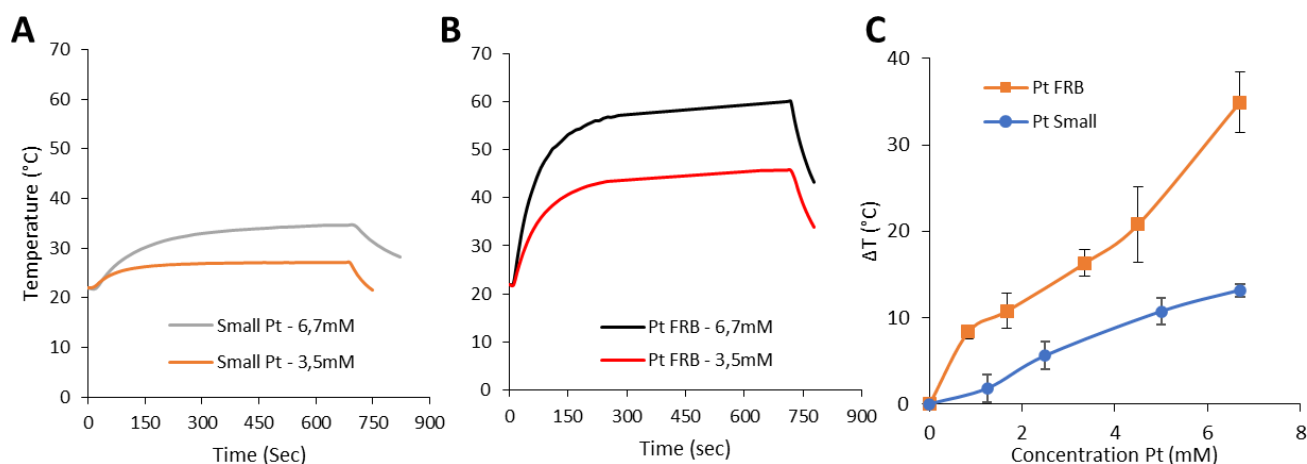 A
70
60
50
40
30
20
10
0
Temperature (°C)
0 150 300 450 600 750 900
Time (Sec)
Small Pt - 6,7mM
Small Pt - 3,5mM
B
70
60
50
40
30
20
10
0
0 150 300 450 600 750 900
Time (sec)
Pt FRB - 6,7mM
Pt FRB - 3,5mM
C
40
30
20
10
0
ΔT (°C)
0 2 4 6 8
Concentration Pt (mM)
Pt FRB
Pt Small